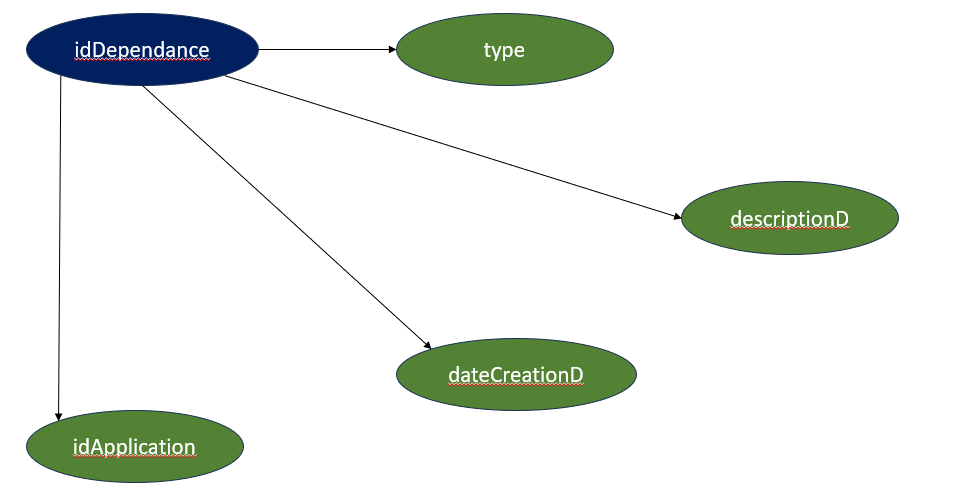 idDependance
type
descriptionD
dateCreationD
idApplication